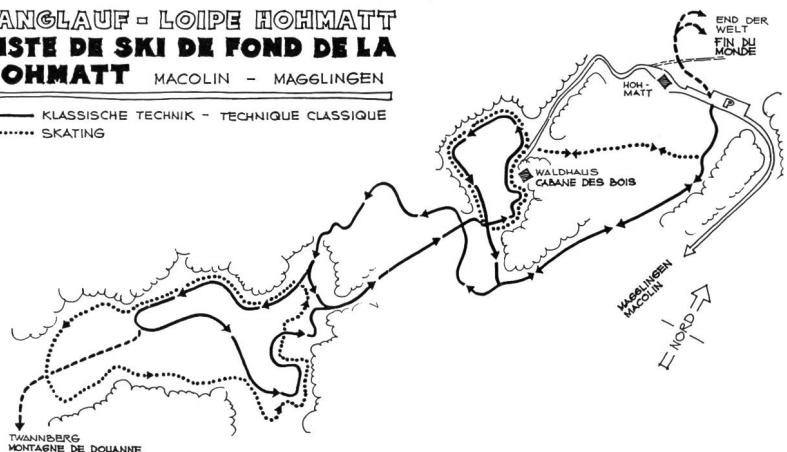 ANGLAUF - LOIPE HOHMATT
ISTE DE SKI DE FOND DE LA
OHMATT MACOLIN - MAGGLINGEN
KLASSISCHE TECHNIK - TECHNIQUE CLASSIQUE
SKATING
END DER
WELT
FIN DU
MONDE
HOH-
MATT
P
WALDHAUS
CABANE DES BOIS
MAGGLINGEN
MACOLIN
NORD
TWANNBERG
MONTAGNE DE DOUANNE